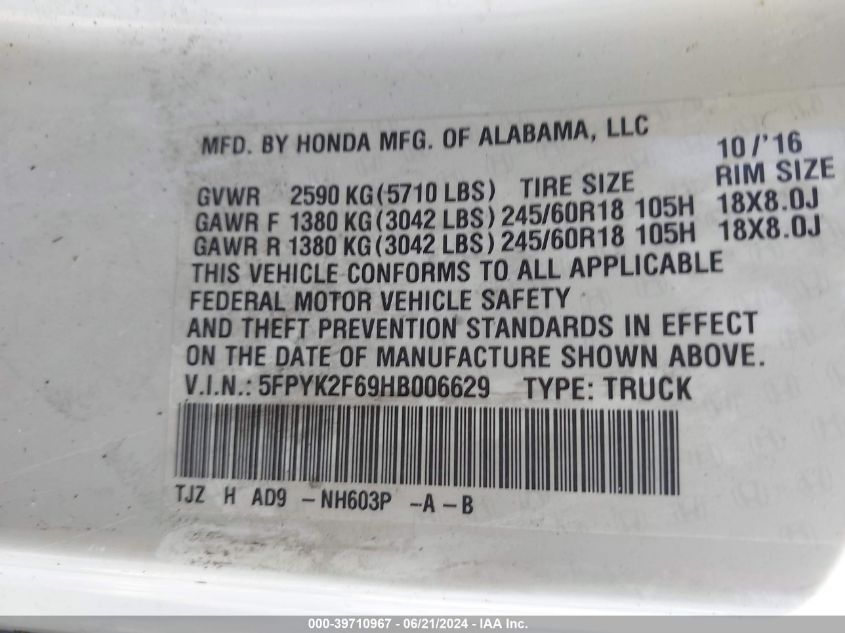 MFD. BY HONDA MFG. OF ALABAMA, LLC 10/'16
GVWR 2590 KG(5710 LBS) TIRE SIZE RIM SIZE
GAWR F 1380 KG(3042 LBS) 245/60R18 105H 18X8.0J
GAWR R 1380 KG(3042 LBS) 245/60R18 105H 18X8.0J
THIS VEHICLE CONFORMS TO ALL APPLICABLE
FEDERAL MOTOR VEHICLE SAFETY
AND THEFT PREVENTION STANDARDS IN EFFECT
ON THE DATE OF MANUFACTURE SHOWN ABOVE.
V.I.N.: 5FPYK2F69HB006629 TYPE: TRUCK
TJZ H AD9 -NH603P -A -B
000-39710967 - 06/21/2024 - IAA Inc.